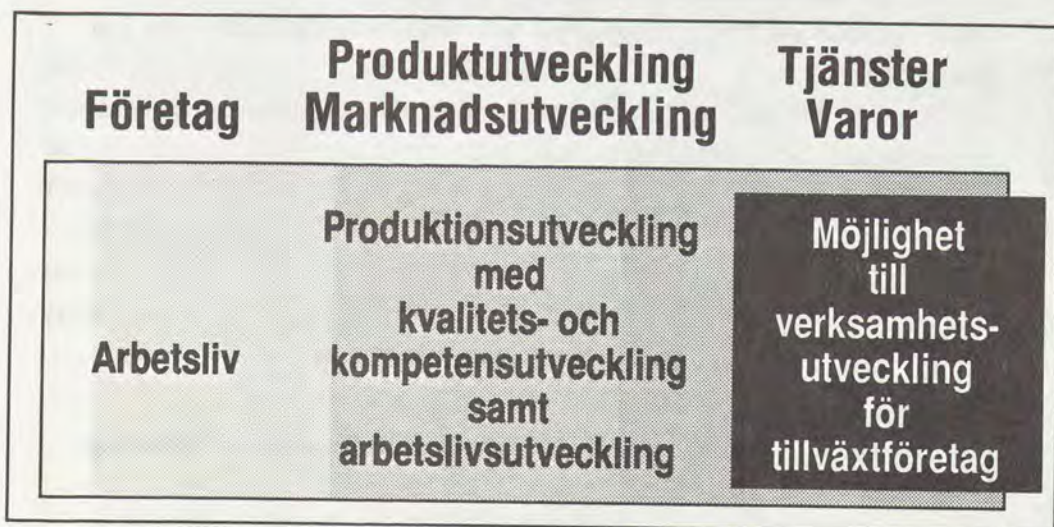 Företag
Produktutveckling
Marknadsutveckling
Tjänster
Varor
Arbetsliv
Produktionsutveckling
med
kvalitets- och
kompetensutveckling
samt
arbetslivsutveckling
Möjlighet
till
verksamhets-
utveckling
för
tillväxtföretag